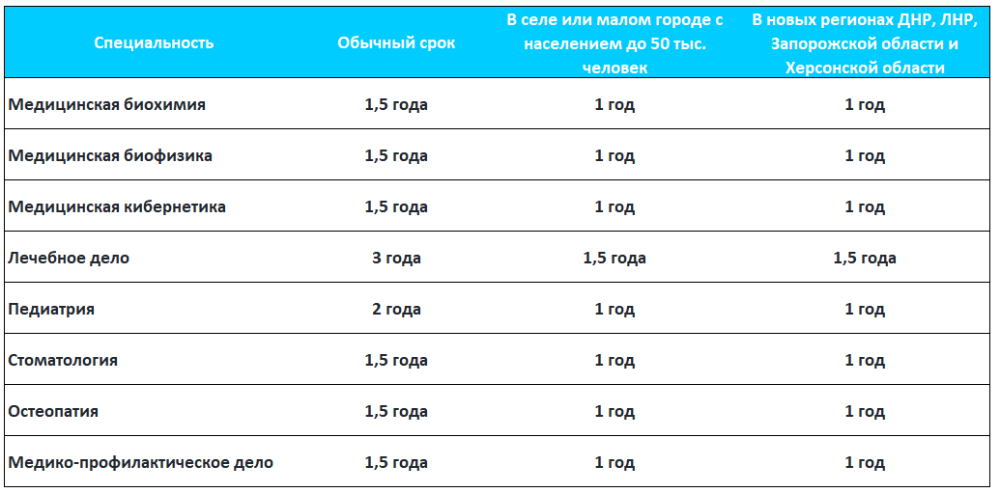 Специальность
Обычный срок
В селе или малом городе с
населением до 50 тыс.
человек
В новых регионах ДНР, ЛНР,
Запорожской области и
Херсонской области
Медицинская биохимия 1,5 года 1 год 1 год
Медицинская биофизика 1,5 года 1 год 1 год
Медицинская кибернетика 1,5 года 1 год 1 год
Лечебное дело 3 года 1,5 года 1,5 года
Педиатрия 2 года 1 год 1 год
Стоматология 1,5 года 1 год 1 год
Остеопатия 1,5 года 1 год 1 год
Медико-профилактическое дело 1,5 года 1 год 1 год